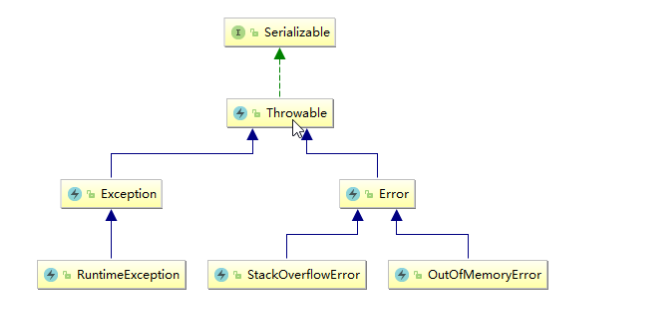 Serializable
Throwable
Exception
Error
RuntimeException
StackOverflowError
OutOfMemoryError